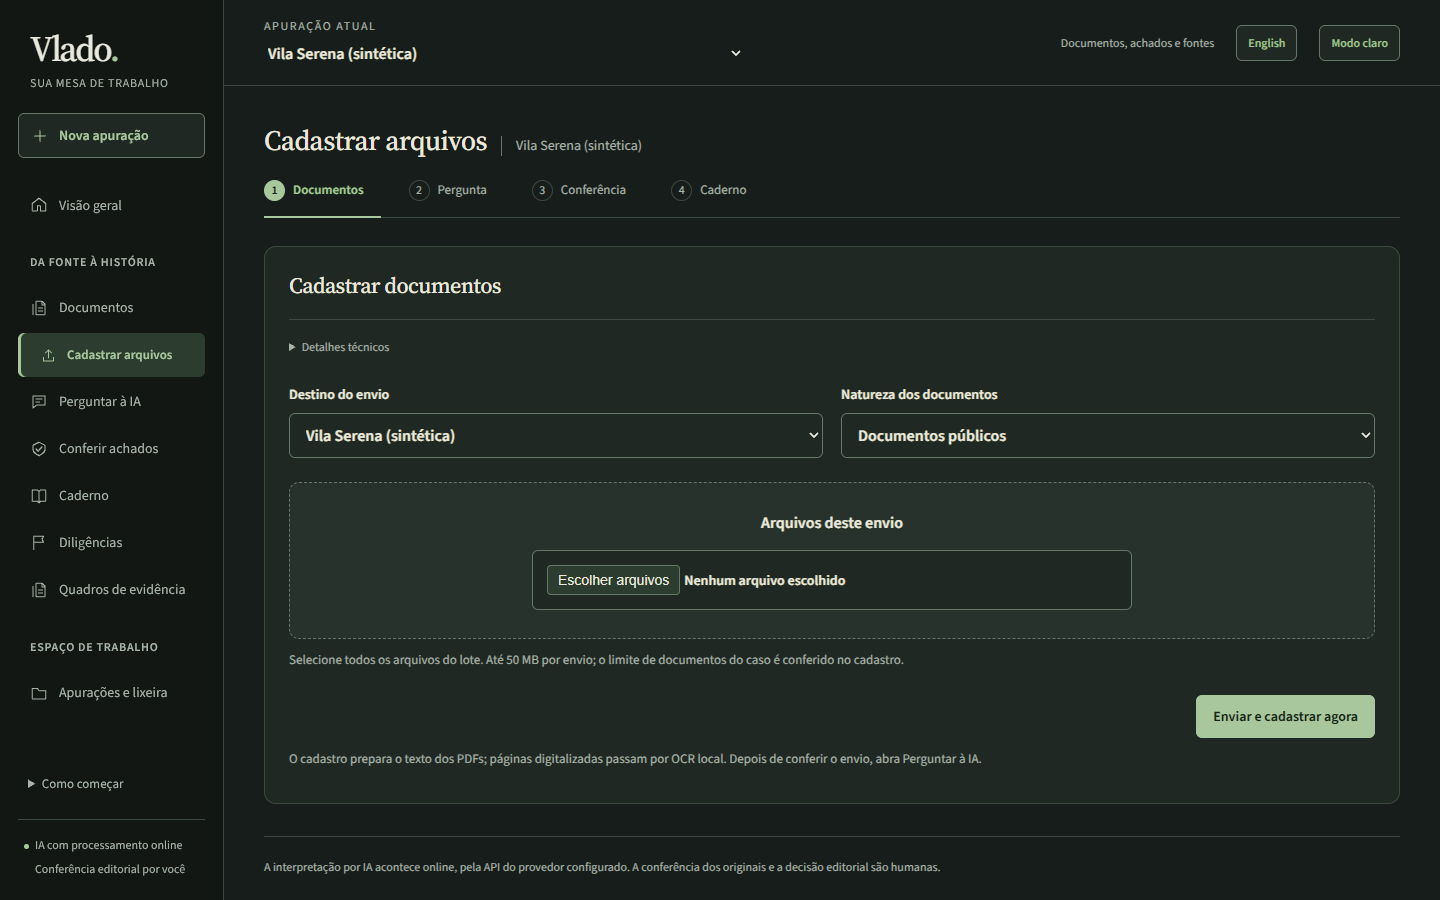 Vlado.
SUA MESA DE TRABALHO
Nova apuração
Visão geral
DA FONTE À HISTÓRIA
Documentos
Cadastrar arquivos
Perguntar à IA
Conferir achados
Caderno
Diligências
Quadros de evidência
ESPAÇO DE TRABALHO
Apurações e lixeira
Como começar
IA com processamento online
Conferência editorial por você
APURAÇÃO ATUAL
Vila Serena (sintética)
Documentos, achados e fontes
English
Modo claro
Cadastrar arquivos
Vila Serena (sintética)
1 Documentos
2 Pergunta
3 Conferência
4 Caderno
Cadastrar documentos
Detalhes técnicos
Destino do envio
Vila Serena (sintética)
Natureza dos documentos
Documentos públicos
Arquivos deste envio
Escolher arquivos Nenhum arquivo escolhido
Selecione todos os arquivos do lote. Até 50 MB por envio; o limite de documentos do caso é conferido no cadastro.
Enviar e cadastrar agora
O cadastro prepara o texto dos PDFs; páginas digitalizadas passam por OCR local. Depois de conferir o envio, abra Perguntar à IA.
A interpretação por IA acontece online, pela API do provedor configurado. A conferência dos originais e a decisão editorial são humanas.